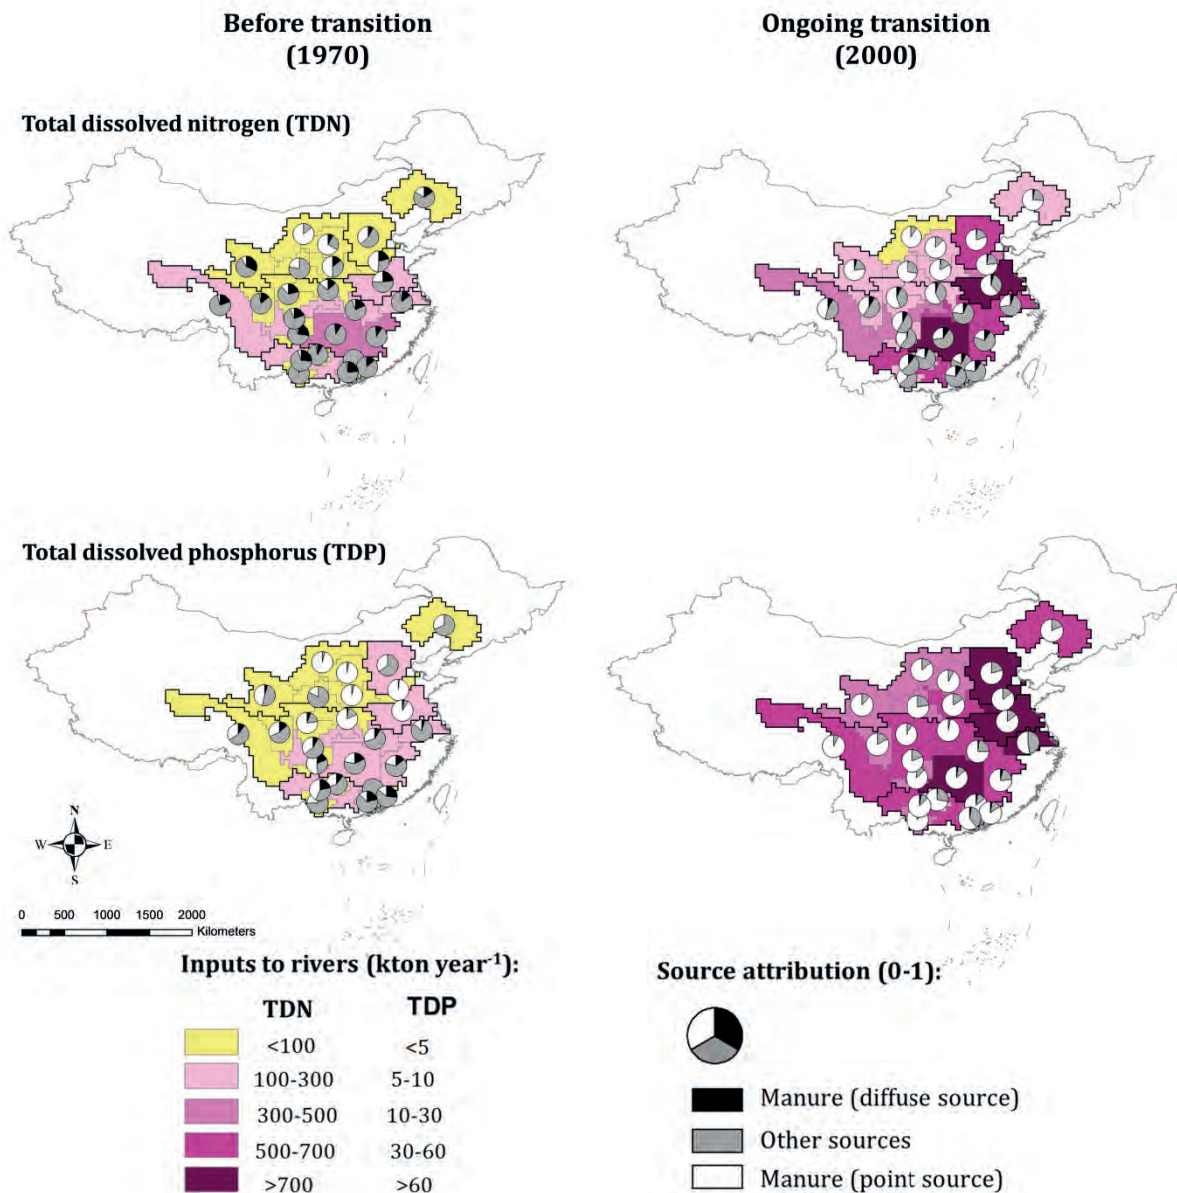 Before transition
(1970)
Ongoing transition
(2000)
Total dissolved nitrogen (TDN)
Total dissolved phosphorus (TDP)
N
W E
S
0 500 1000 1500 2000
Kilometers
Inputs to rivers (kton year⁻¹):
TDN TDP
<100 <5
100-300 5-10
300-500 10-30
500-700 30-60
>700 >60
Source attribution (0-1):
Manure (diffuse source)
Other sources
Manure (point source)